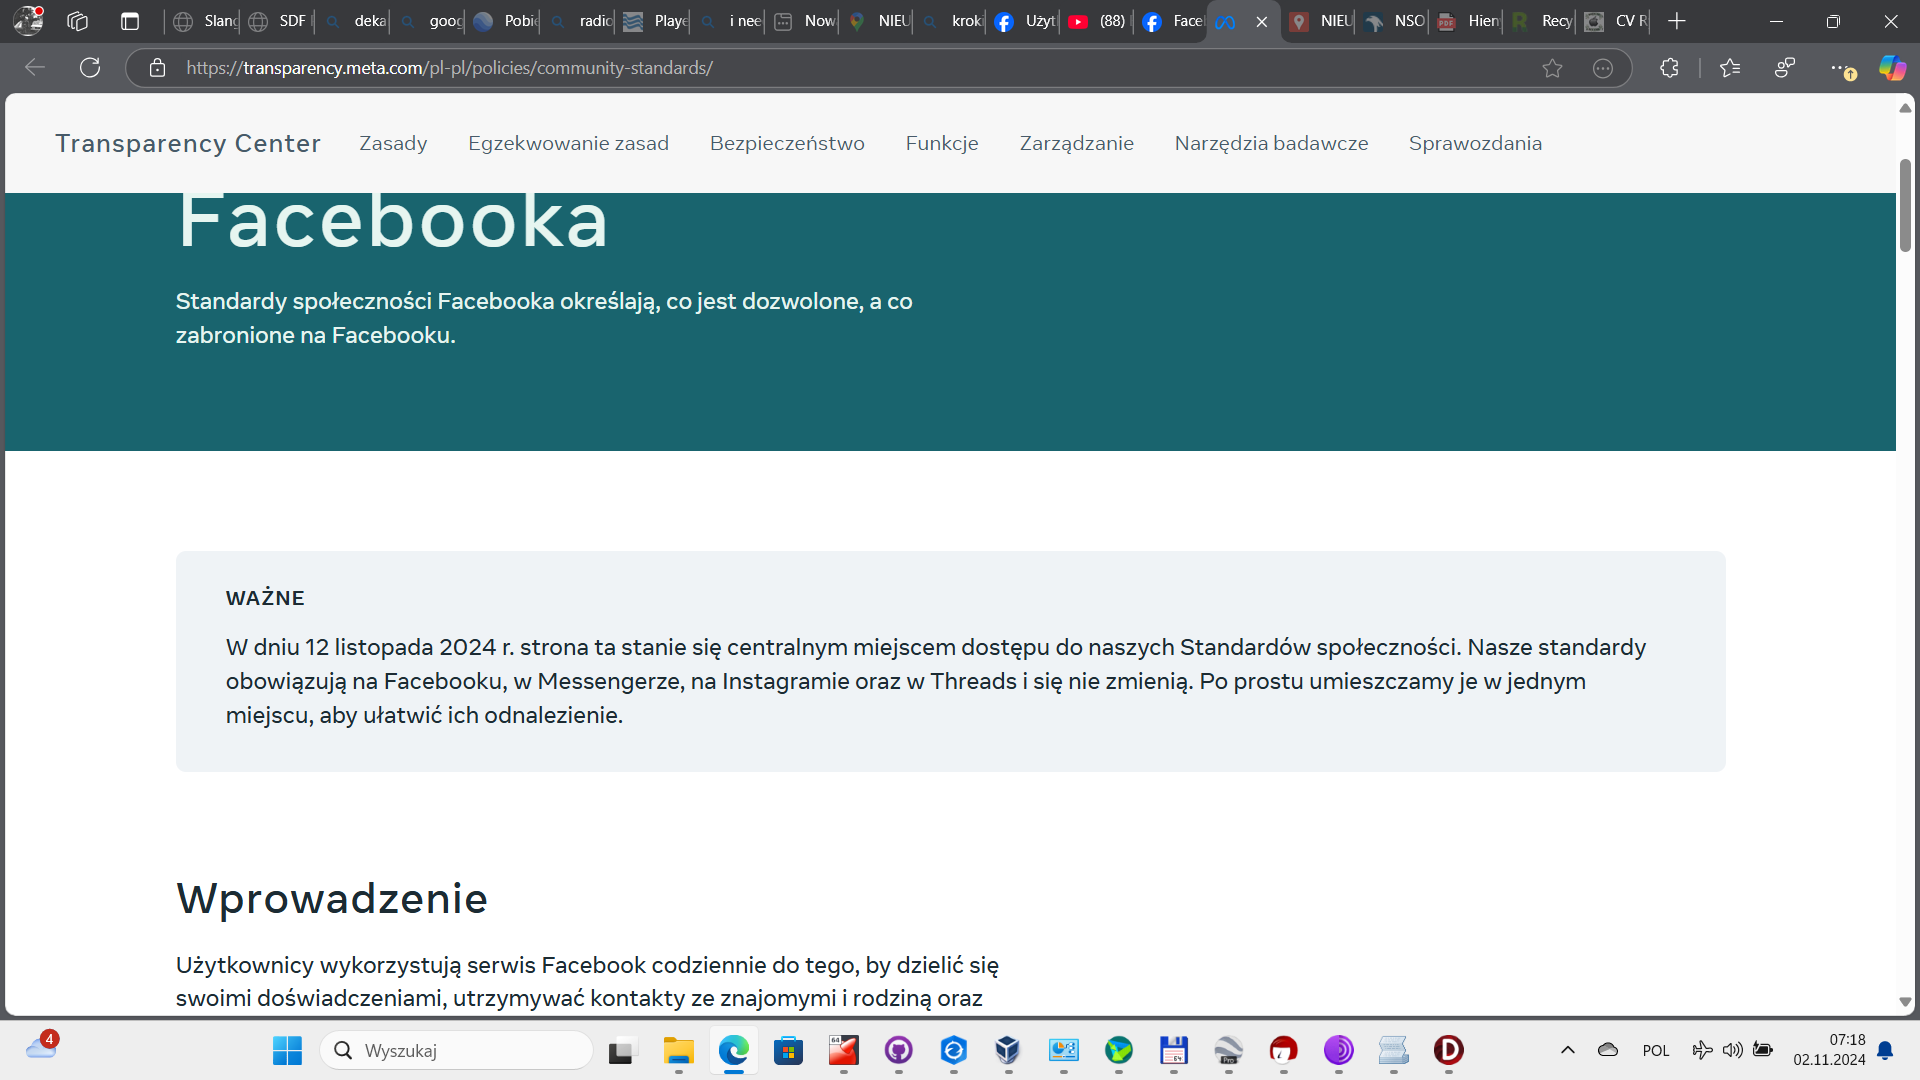 Slang
SDF
deka
goog
Pobie
radio
Playe
i nee
Now
NIEU
kroki
Użyt
(88)
Facel
NIEU
NSO
Hien
Recy
CV R
https://transparency.meta.com/pl-pl/policies/community-standards/
Transparency Center
Zasady
Egzekwowanie zasad
Bezpieczeństwo
Funkcje
Zarządzanie
Narzędzia badawcze
Sprawozdania
Facebooka
Standardy społeczności Facebooka określają, co jest dozwolone, a co
zabronione na Facebooku.
WAŻNE
W dniu 12 listopada 2024 r. strona ta stanie się centralnym miejscem dostępu do naszych Standardów społeczności. Nasze standardy
obowiązują na Facebooku, w Messengerze, na Instagramie oraz w Threads i się nie zmienią. Po prostu umieszczamy je w jednym
miejscu, aby ułatwić ich odnalezienie.
Wprowadzenie
Użytkownicy wykorzystują serwis Facebook codziennie do tego, by dzielić się
swoimi doświadczeniami, utrzymywać kontakty ze znajomymi i rodziną oraz
4
Wyszukaj
64
Pro
POL
07:18
02.11.2024